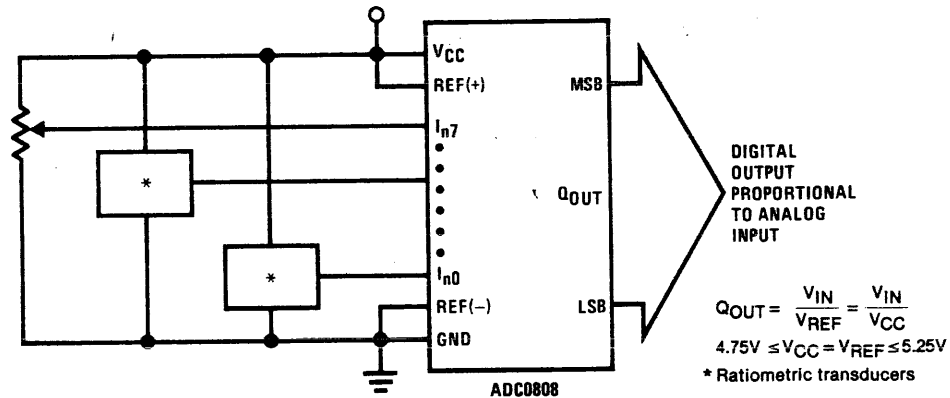 VCC
REF(+)
In7
In0
REF(−)
GND
MSB
QOUT
LSB
ADC0808
*
*
DIGITAL
OUTPUT
PROPORTIONAL
TO ANALOG
INPUT
QOUT = VIN/VREF = VIN/VCC
4.75V ≤ VCC = VREF ≤ 5.25V
* Ratiometric transducers